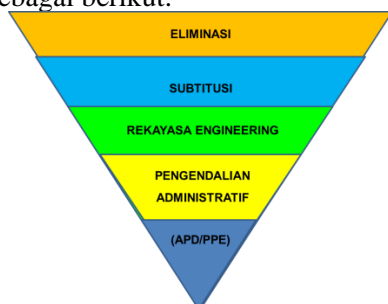 ebagai berikut:
ELIMINASI
SUBTITUSI
REKAYASA ENGINEERING
PENGENDALIAN
ADMINISTRATIF
(APD/PPE)